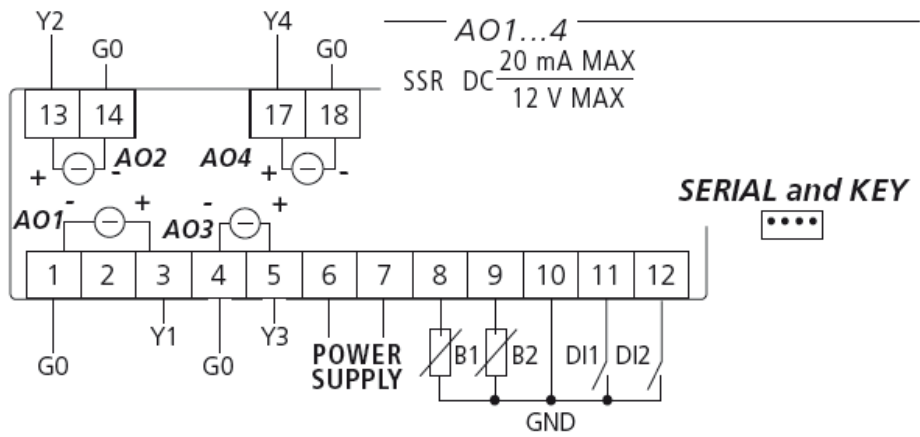 Y2 Y4 AO1...4
G0 G0 20 mA MAX
SSR DC
12 V MAX
13 14 17 18
+ - AO2 AO4 + -
SERIAL and KEY
AO1 - + AO3 - +
1 2 3 4 5 6 7 8 9 10 11 12
Y1 Y3
G0 G0 POWER B1 B2 DI1 DI2
SUPPLY
GND